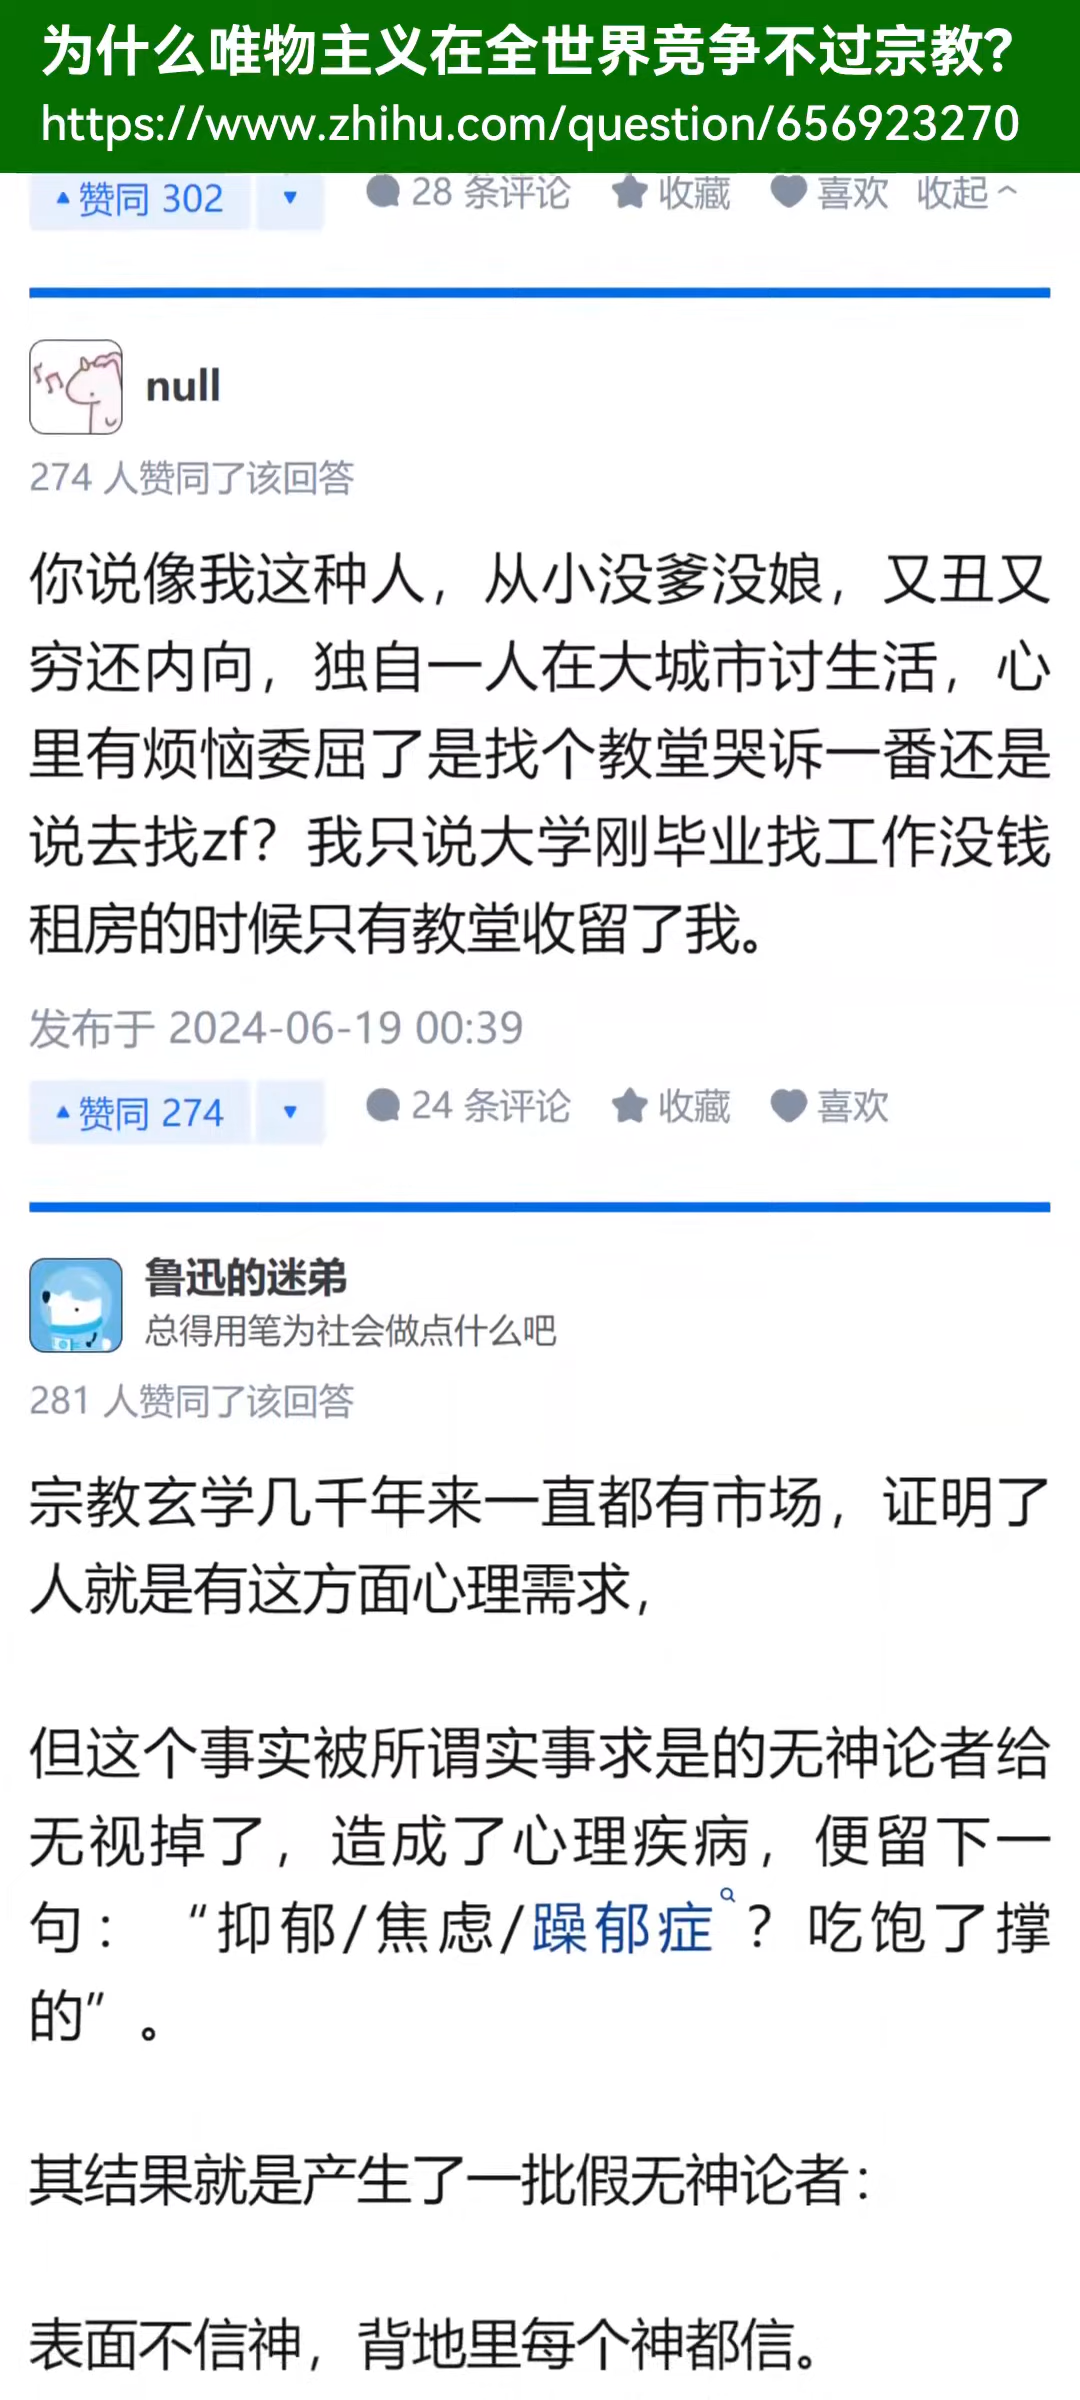 为什么唯物主义在全世界竞争不过宗教?
https://www.zhihu.com/question/656923270
赞同 302
28 条评论 收藏 喜欢 收起
null
274 人赞同了该回答
你说像我这种人，从小没爹没娘，又丑又
穷还内向，独自一人在大城市讨生活，心
里有烦恼委屈了是找个教堂哭诉一番还是
说去找zf？我只说大学刚毕业找工作没钱
租房的时候只有教堂收留了我。
发布于 2024-06-19 00:39
赞同 274
24 条评论 收藏 喜欢
鲁迅的迷弟
总得用笔为社会做点什么吧
281 人赞同了该回答
宗教玄学几千年来一直都有市场，证明了
人就是有这方面心理需求，
但这个事实被所谓实事求是的无神论者给
无视掉了，造成了心理疾病，便留下一
句：“抑郁/焦虑/躁郁症？吃饱了撑
的”。
其结果就是产生了一批假无神论者：
表面不信神，背地里每个神都信。